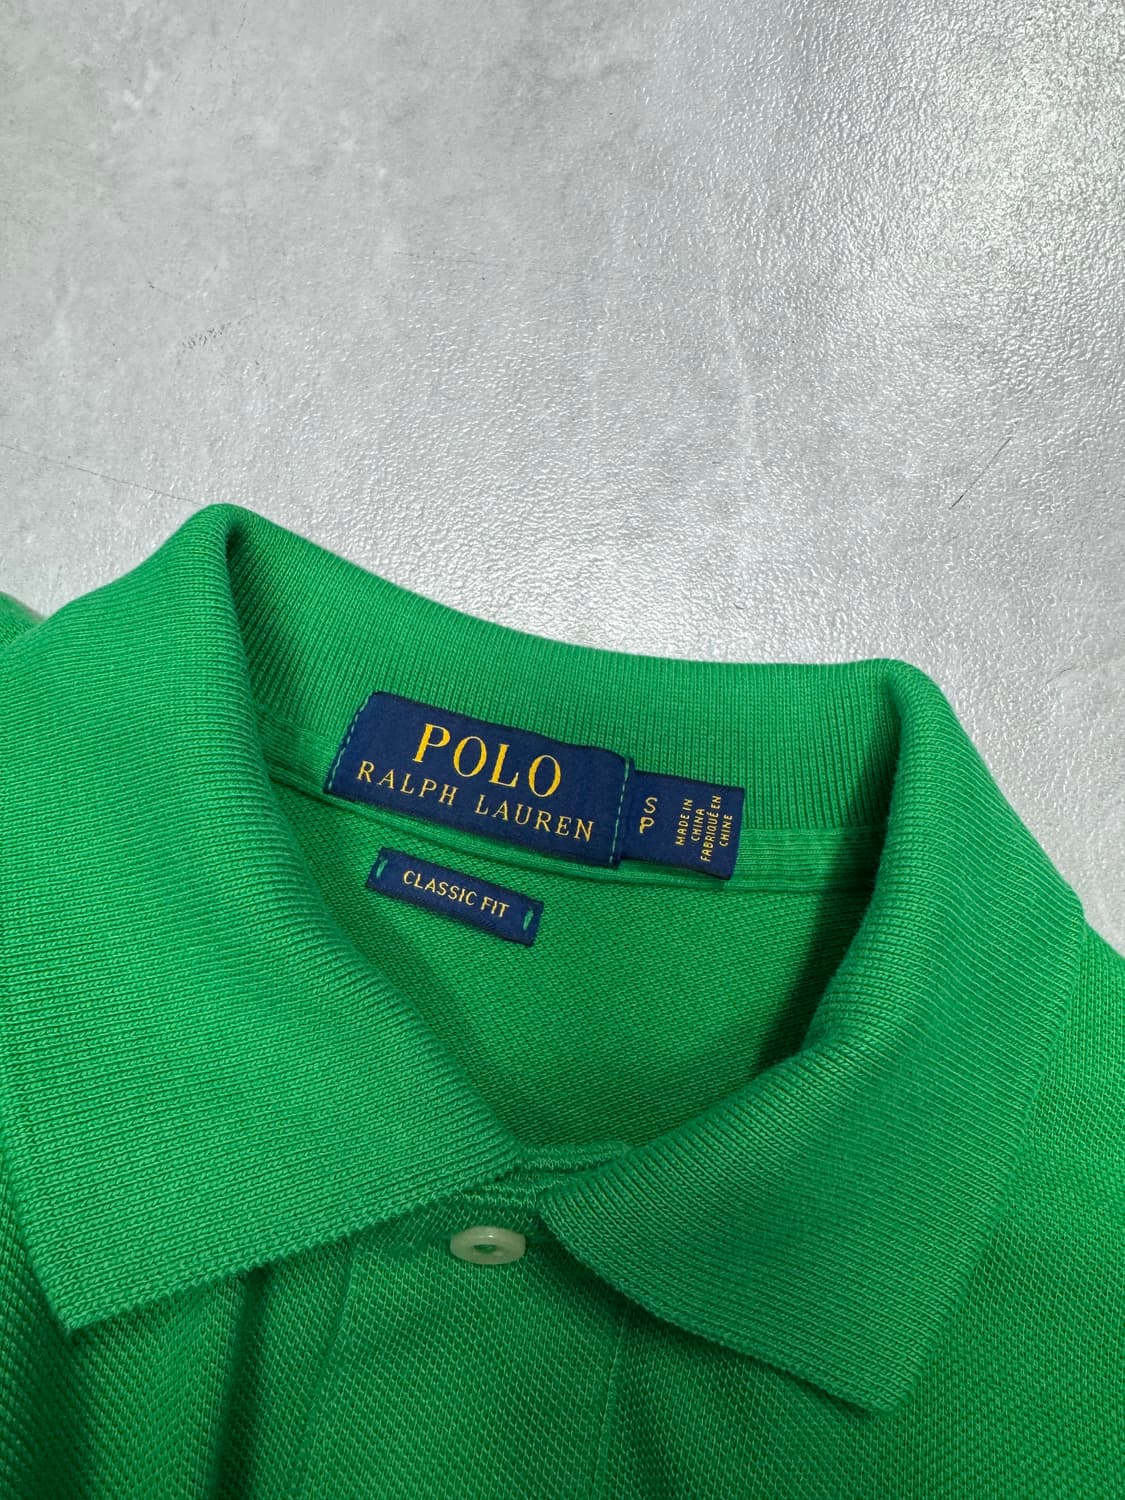 POLO
RALPH LAUREN
S
P
MADE IN
CHINA
FABRIQUÉ EN
CHINE
CLASSIC FIT